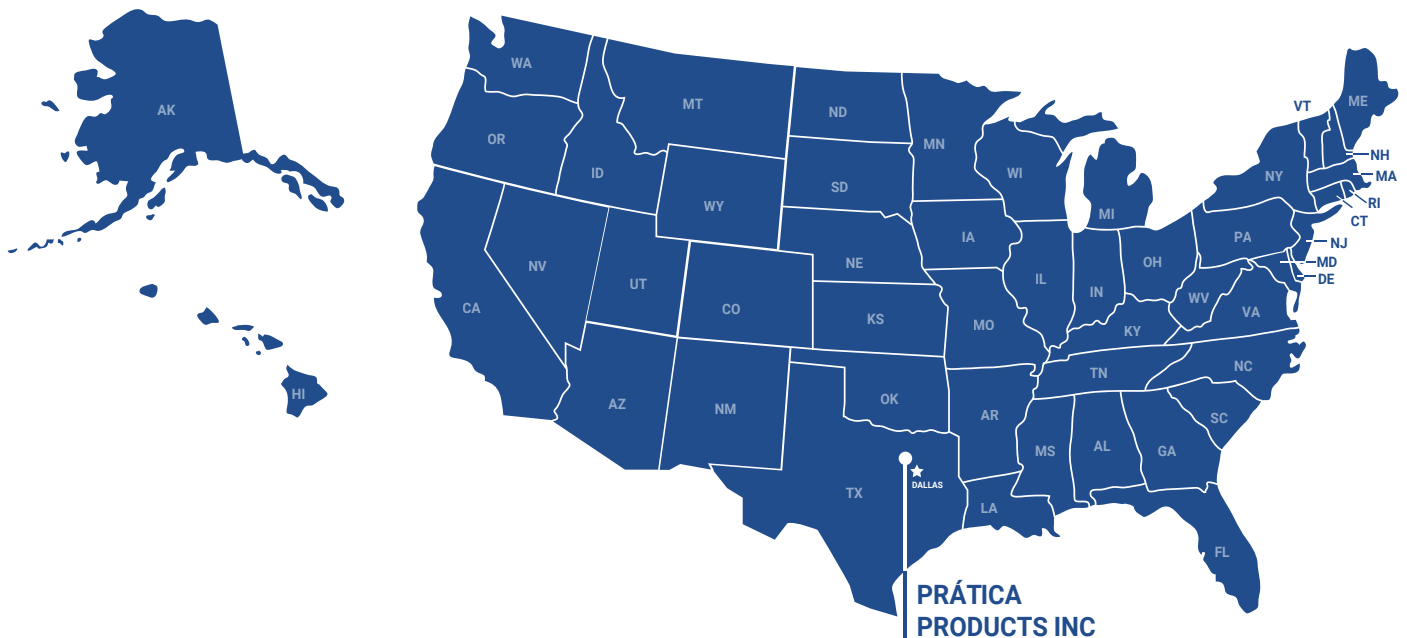 AK
WA
MT
ND
MN
VT
ME
OR
ID
WI
NH
SD
NY
MA
WY
MI
RI
CT
IA
PA
NJ
NV
NE
OH
MD
UT
IL
IN
DE
CA
CO
KS
MO
WV
VA
KY
HI
TN
NC
AZ
NM
OK
AR
SC
MS
AL
GA
TX
DALLAS
LA
FL
PRÁTICA
PRODUCTS INC